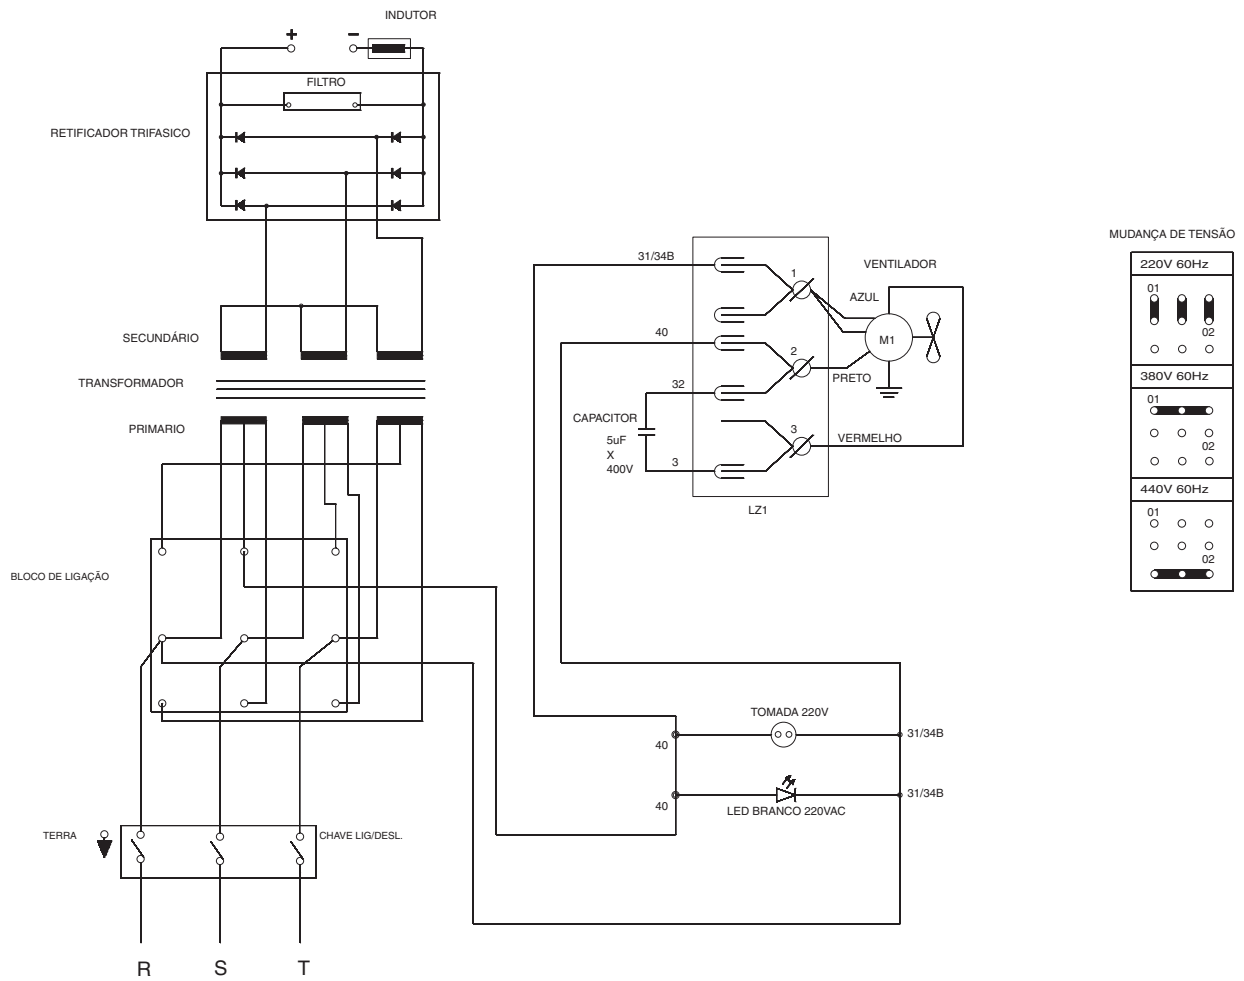 INDUTOR
+ −
FILTRO
RETIFICADOR TRIFASICO
SECUNDÁRIO
TRANSFORMADOR
PRIMARIO
BLOCO DE LIGAÇÃO
TERRA
CHAVE LIG/DESL.
R S T
31/34B
1
VENTILADOR
AZUL
40
2
M1
PRETO
32
CAPACITOR
5uF
X
400V
3
VERMELHO
3
LZ1
TOMADA 220V
40
31/34B
40
31/34B
LED BRANCO 220VAC
MUDANÇA DE TENSÃO
220V 60Hz
01
02
380V 60Hz
01
02
440V 60Hz
01
02